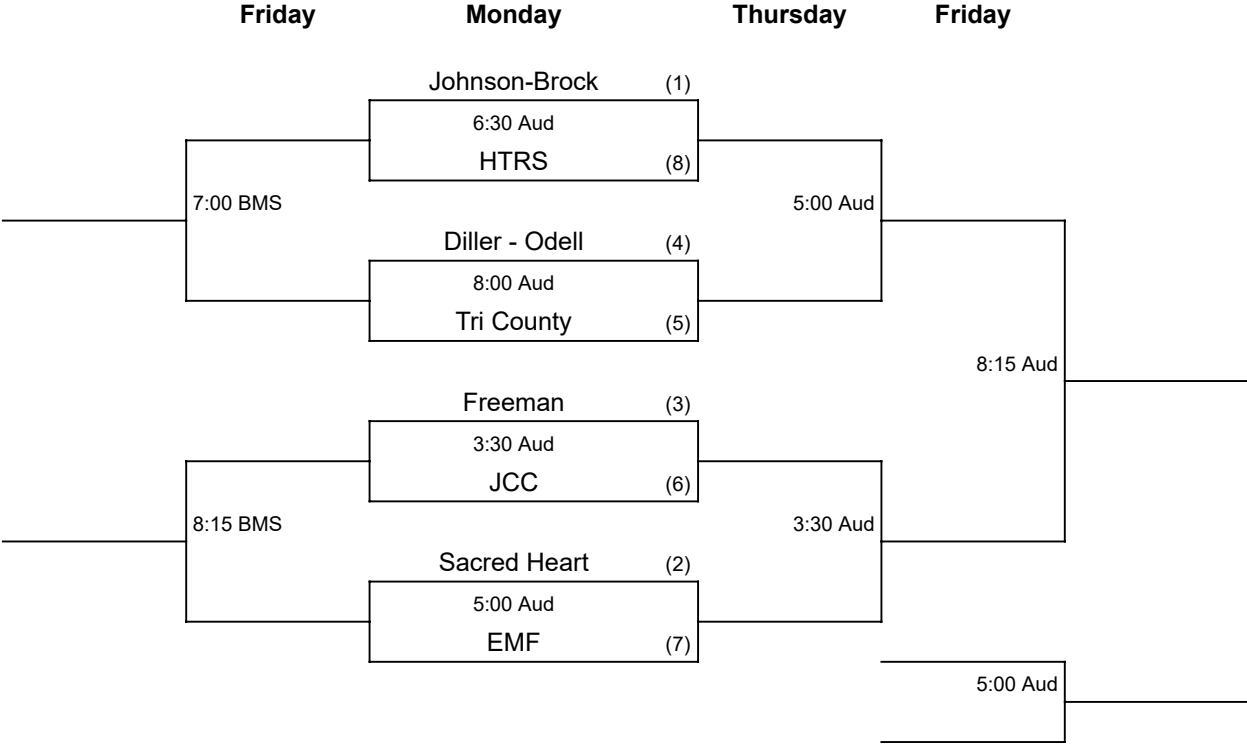 Friday Monday Thursday Friday
Johnson-Brock (1)
6:30 Aud
HTRS (8)
7:00 BMS 5:00 Aud
Diller - Odell (4)
8:00 Aud
Tri County (5)
8:15 Aud
Freeman (3)
3:30 Aud
JCC (6)
8:15 BMS 3:30 Aud
Sacred Heart (2)
5:00 Aud
EMF (7)
5:00 Aud